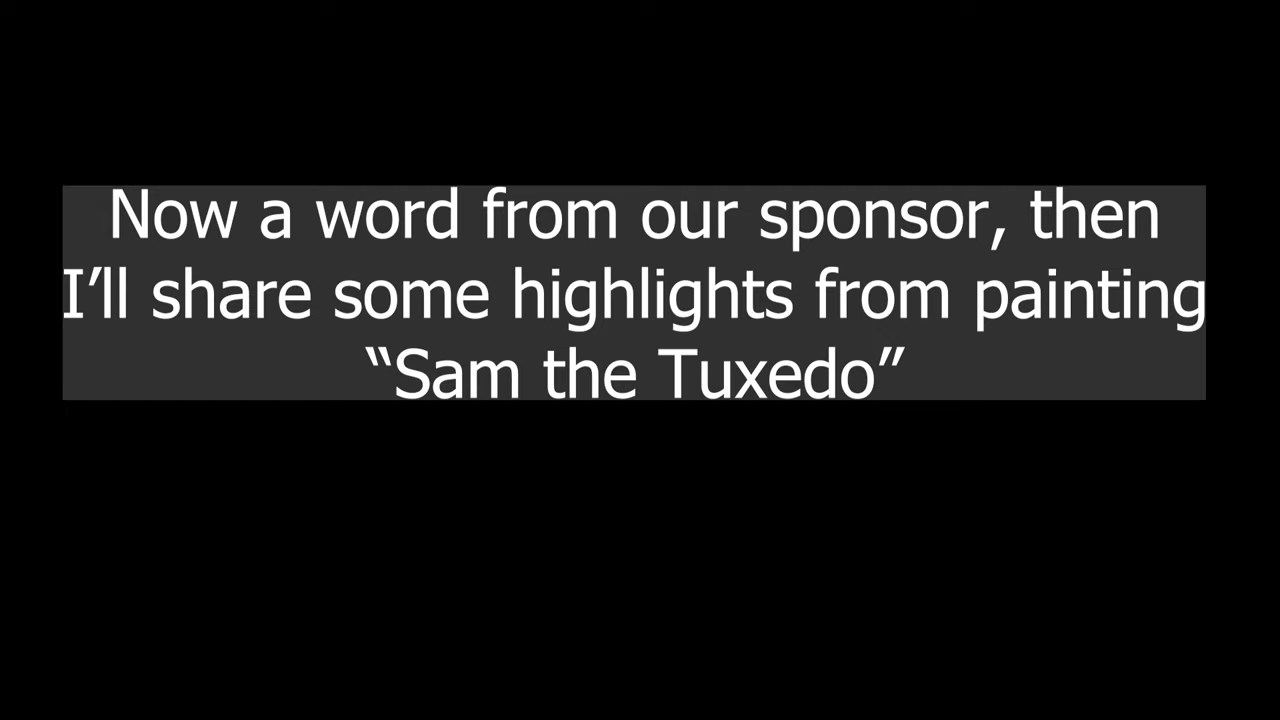 Now a word from our sponsor, then
I’ll share some highlights from painting
“Sam the Tuxedo”